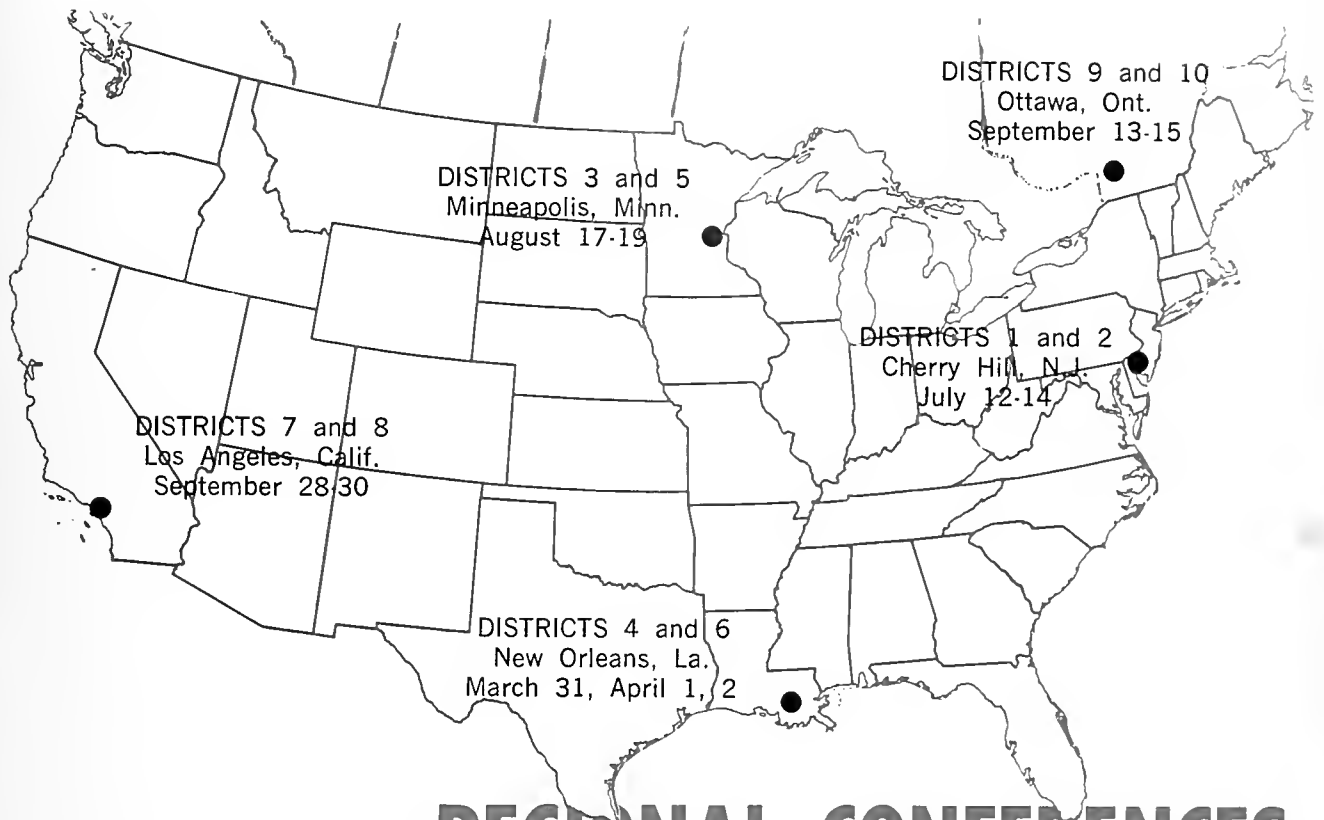 DISTRICTS 9 and 10
Ottawa, Ont.
September 13-15
DISTRICTS 3 and 5
Minneapolis, Minn.
August 17-19
DISTRICTS 1 and 2
Cherry Hill, N.J.
July 12-14
DISTRICTS 7 and 8
Los Angeles, Calif.
September 28-30
DISTRICTS 4 and 6
New Orleans, La.
March 31, April 1, 2
REGIONAL CONFERENCES